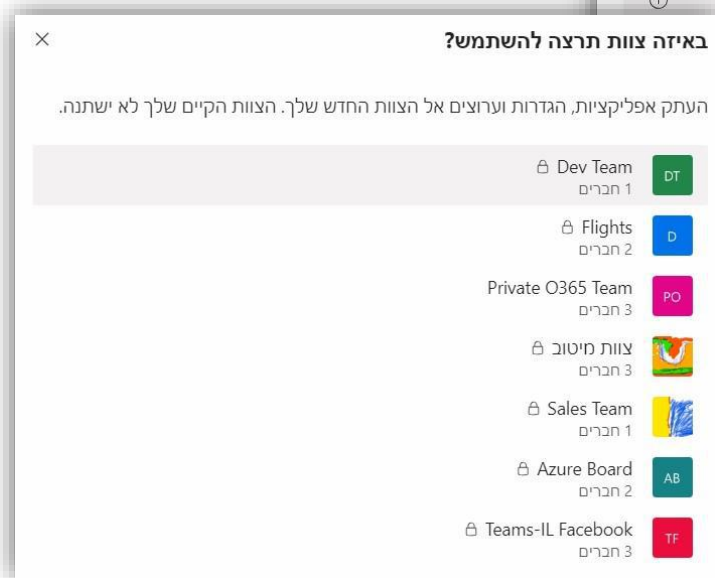 באיזה צוות תרצה להשתמש?
העתק אפליקציות, הגדרות וערוצים אל הצוות החדש שלך. הצוות הקיים שלך לא ישתנה.
DT
Dev Team
1 חברים
D
Flights
2 חברים
PO
Private O365 Team
3 חברים
צוות מיטוב
3 חברים
Sales Team
1 חברים
AB
Azure Board
2 חברים
TF
Teams-IL Facebook
3 חברים